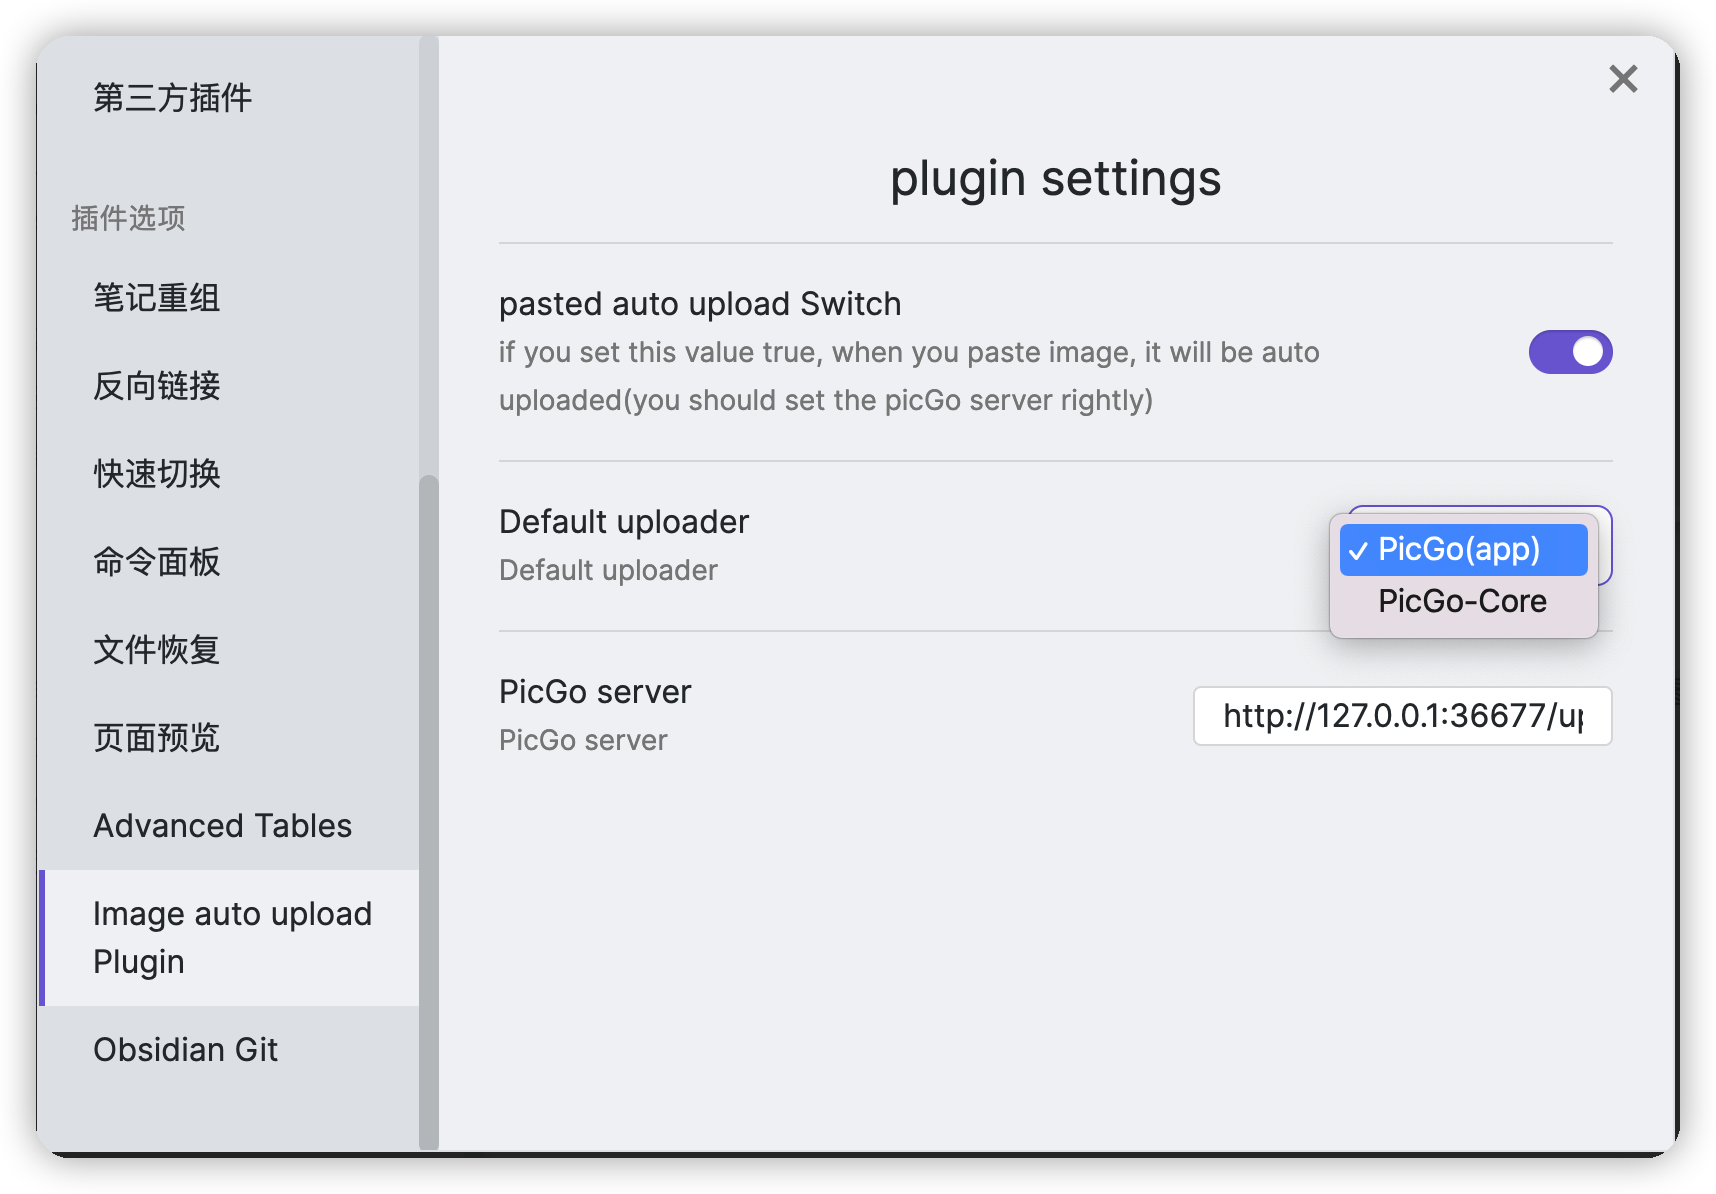 第三方插件
插件选项
笔记重组
反向链接
快速切换
命令面板
文件恢复
页面预览
Advanced Tables
Image auto upload
Plugin
Obsidian Git
plugin settings
pasted auto upload Switch
if you set this value true, when you paste image, it will be auto
uploaded(you should set the picGo server rightly)
Default uploader
Default uploader
✓ PicGo(app)
PicGo-Core
PicGo server
PicGo server
http://127.0.0.1:36677/up